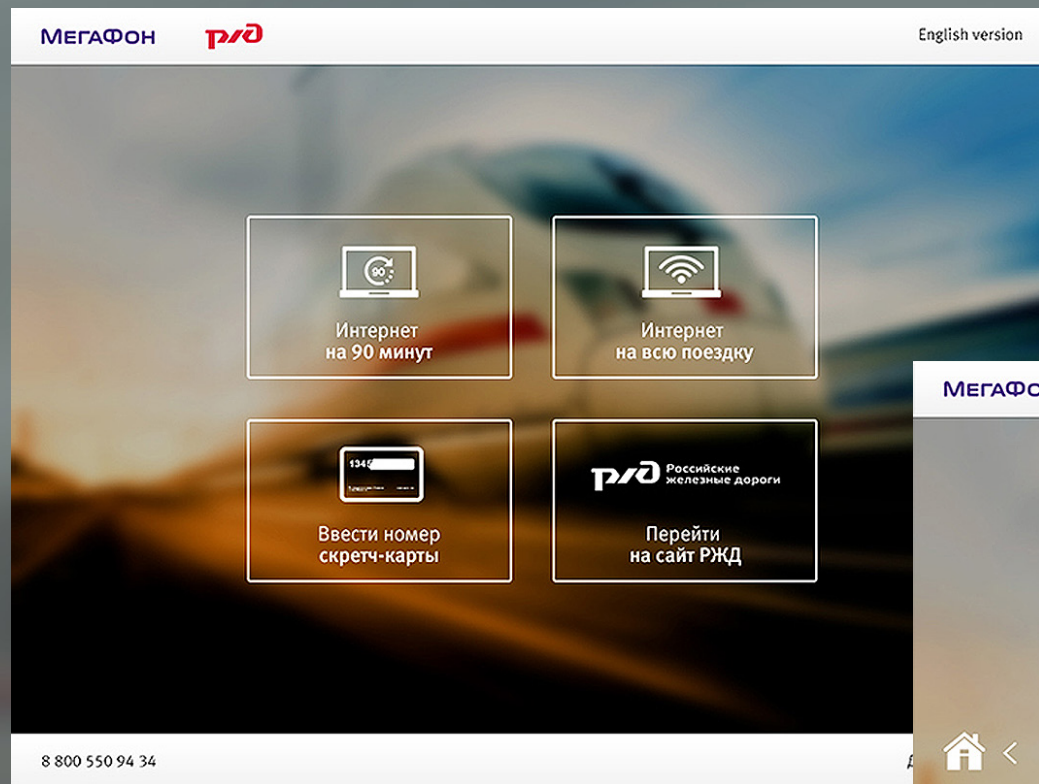 МЕГАФОН
ржд
English version
90
Интернет
на 90 минут
Интернет
на всю поездку
1345
Ввести номер
скретч-карты
ржд Российские
железные дороги
Перейти
на сайт РЖД
МЕГАФО
8 800 550 94 34